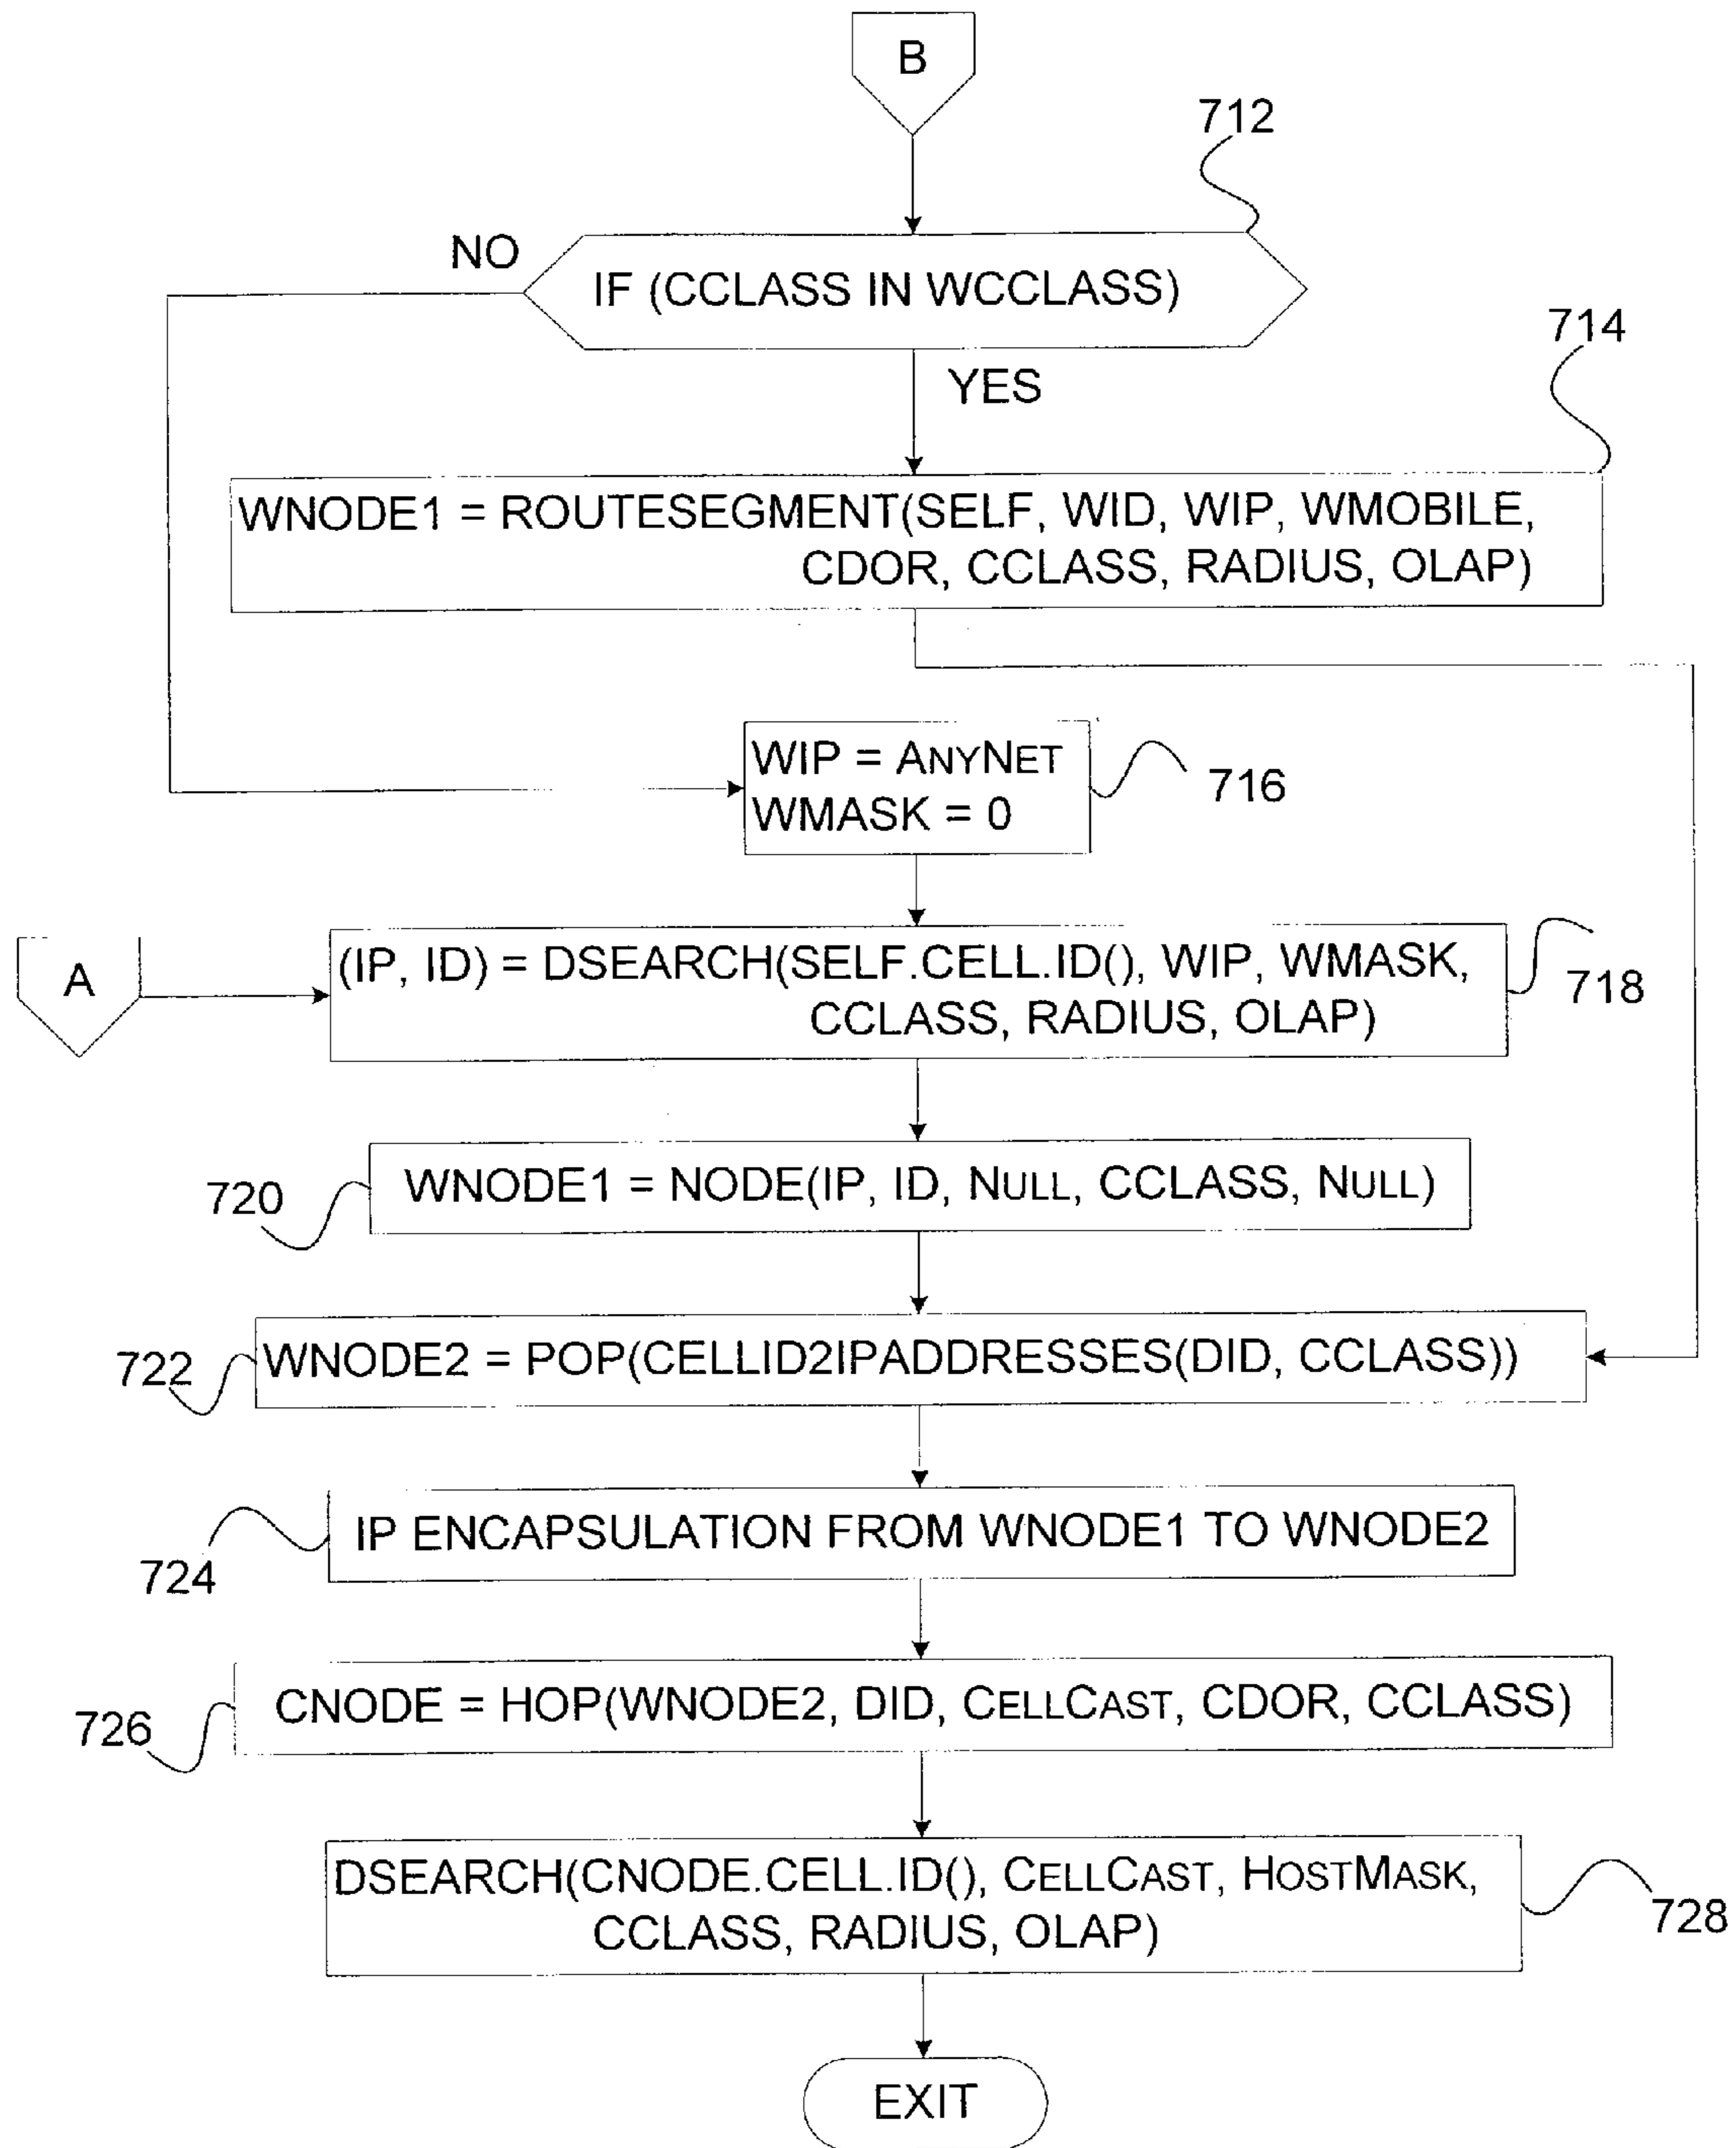 B
712
NO
IF (CCLASS IN WCCLASS)
714
YES
WNODE1 = ROUTESEGMENT(SELF, WID, WIP, WMOBILE,
CDOR, CCLASS, RADIUS, OLAP)
WIP = ANYNET
WMASK = 0
716
A
(IP, ID) = DSEARCH(SELF.CELL.ID(), WIP, WMASK,
CCLASS, RADIUS, OLAP)
718
720
WNODE1 = NODE(IP, ID, NULL, CCLASS, NULL)
722
WNODE2 = POP(CELLID2IPADDRESSES(DID, CCLASS))
724
IP ENCAPSULATION FROM WNODE1 TO WNODE2
726
CNODE = HOP(WNODE2, DID, CELLCAST, CDOR, CCLASS)
DSEARCH(CNODE.CELL.ID(), CELLCAST, HOSTMASK,
CCLASS, RADIUS, OLAP)
728
EXIT